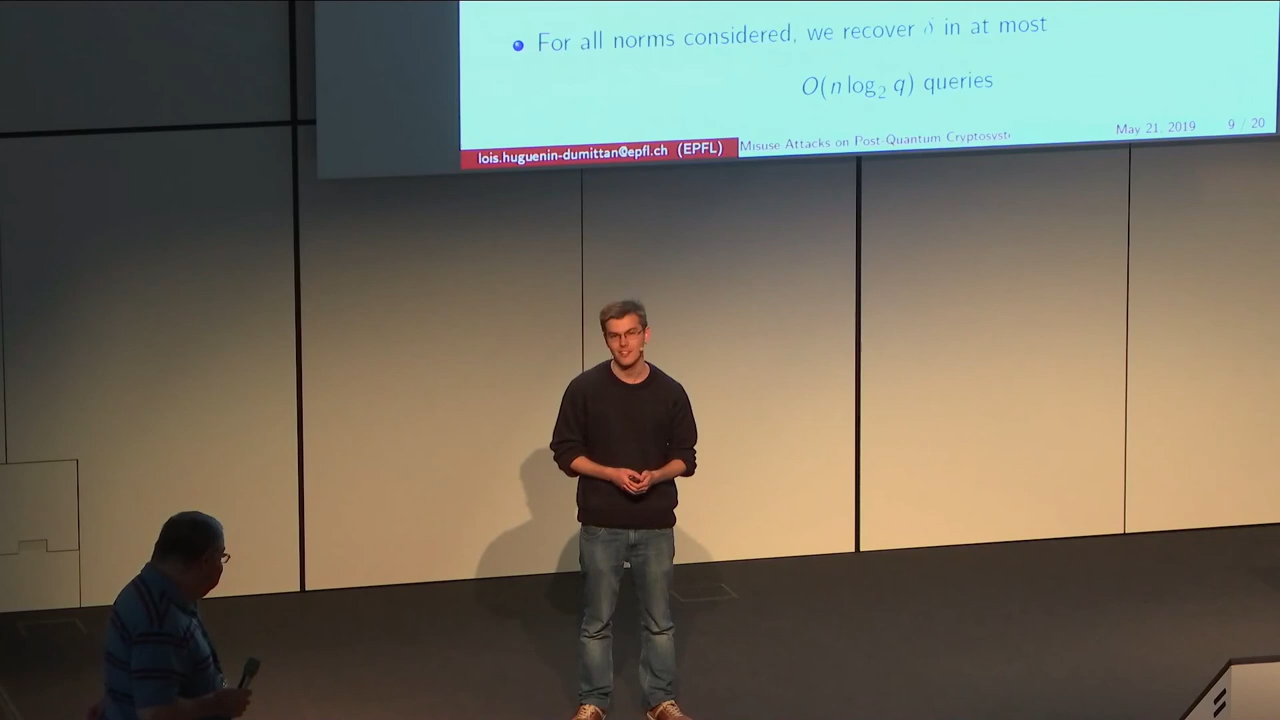 For all norms considered, we recover δ in at most
O(n log₂ q) queries
lois.huguenin-dumittan@epfl.ch (EPFL)
Misuse Attacks on Post-Quantum Cryptosyst
May 21, 2019
9 / 20